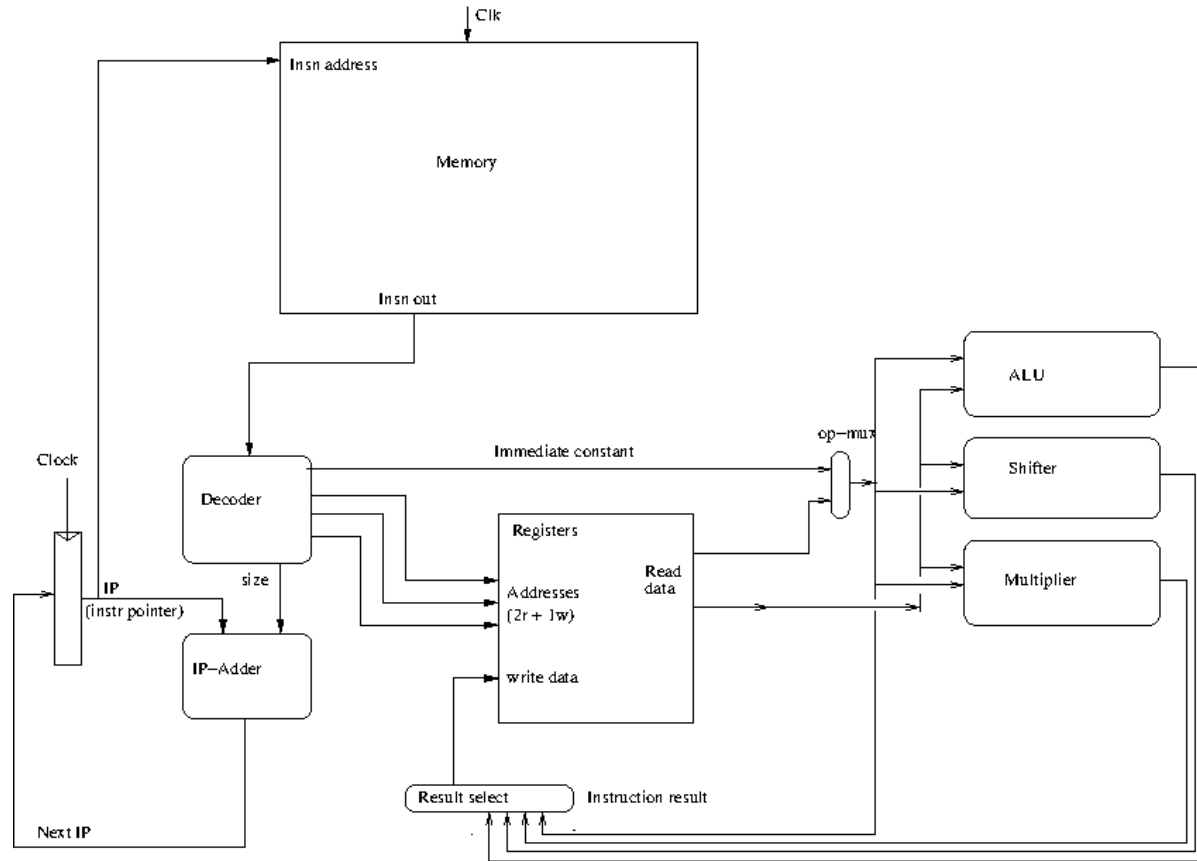 Clk
Insn address
Memory
Insn out
ALU
op-mux
Immediate constant
Clock
Decoder
Shifter
Registers
size
Read
data
IP
(instr pointer)
Addresses
(2r + 1w)
Multiplier
IP-Adder
write data
Result select
Instruction result
Next IP